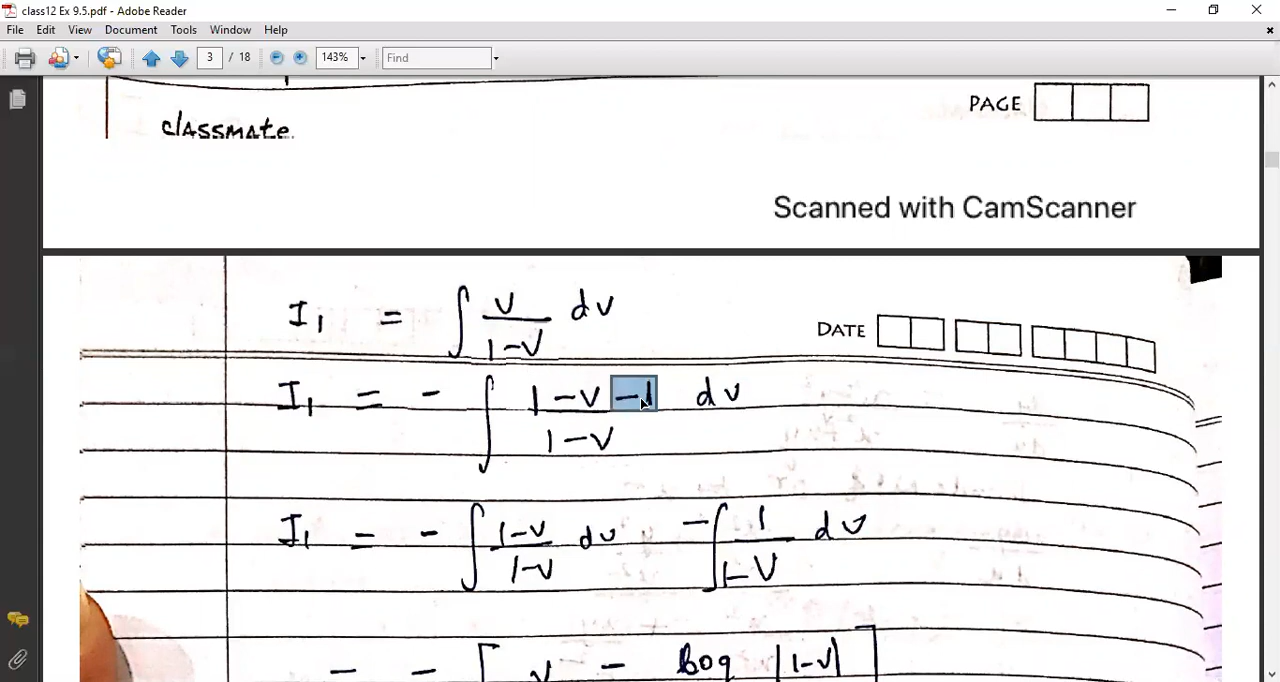 class12 Ex 9.5.pdf - Adobe Reader
File Edit View Document Tools Window Help
3 / 18 143% Find
classmate
PAGE
Scanned with CamScanner
I₁ = ∫ v/1-v dv
DATE
I₁ = - ∫ 1-v-1/1-v dv
I₁ = - ∫ 1-v/1-v dv - ∫ 1/1-v dv
= - [ v - log |1-v| ]